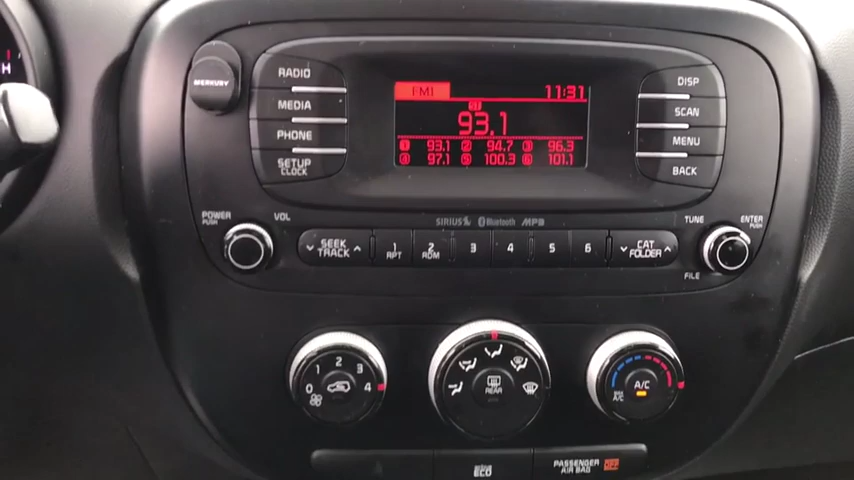 H
MERKURY
RADIO
MEDIA
PHONE
SETUP
CLOCK
FM1 11:31
93.1
1 93.1 2 94.7 3 96.3
4 97.1 5 100.3 6 101.1
DISP
SCAN
MENU
BACK
POWER
PUSH
VOL
SIRIUS Bluetooth MP3
TUNE
ENTER
PUSH
FILE
SEEK
TRACK
1
RPT
2
RDM
3 4 5 6
CAT
FOLDER
0 1 2 3 4
REAR
A/C
MAX
A/C
ACTIVE
ECO
PASSENGER
AIR BAG OFF